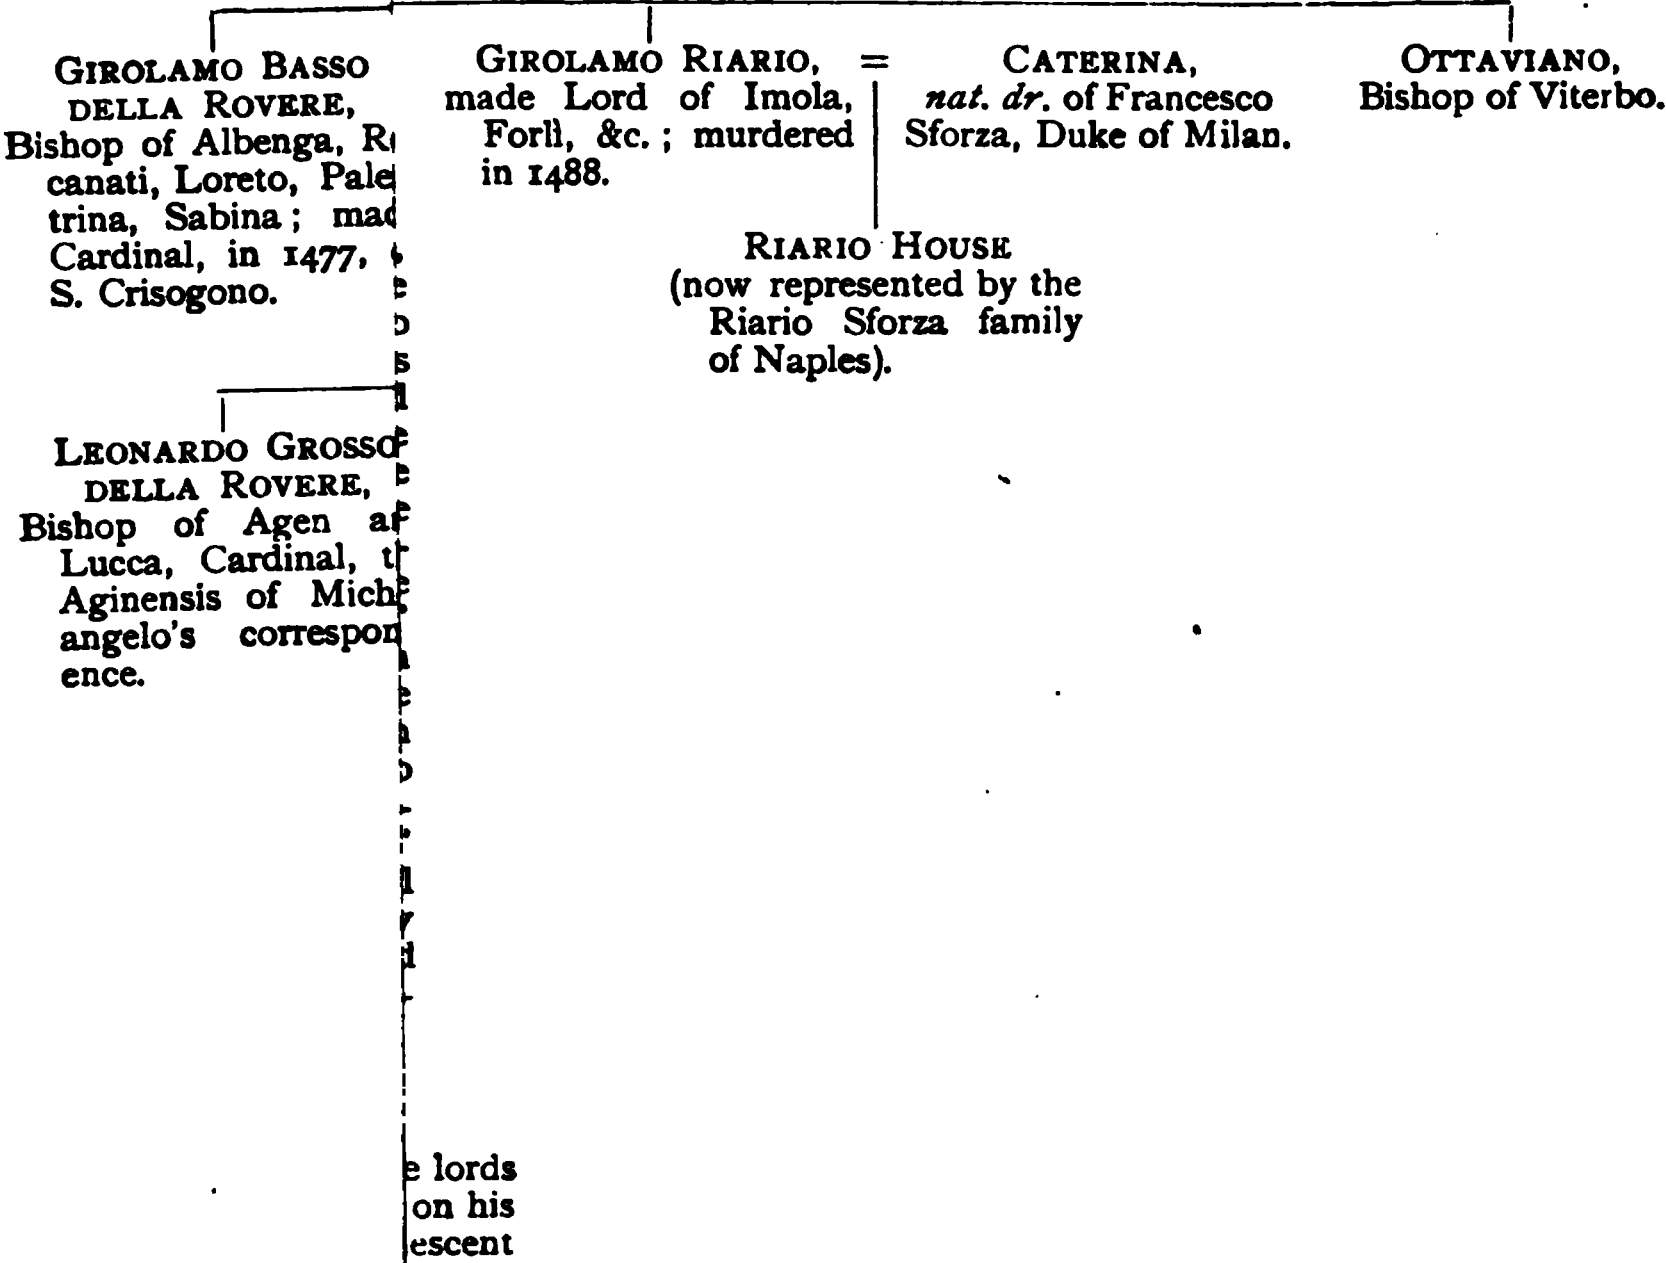 GIROLAMO BASSO
DELLA ROVERE,
Bishop of Albenga,
canati, Loreto,
trina, Sabina;
Cardinal, in 1477,
S. Crisogono.
LEONARDO GROSSO
DELLA ROVERE,
Bishop of Agen
Lucca, Cardinal,
Aginensis of
angelo's
ence.
GIROLAMO RIARIO, =
made Lord of Imola,
Forlì, &c.; murdered
in 1488.
CATERINA,
nat. dr. of Francesco
Sforza, Duke of Milan.
RIARIO HOUSE
(now represented by the
Riario Sforza family
of Naples).
OTTAVIANO,
Bishop of Viterbo.
lords
on his
escent